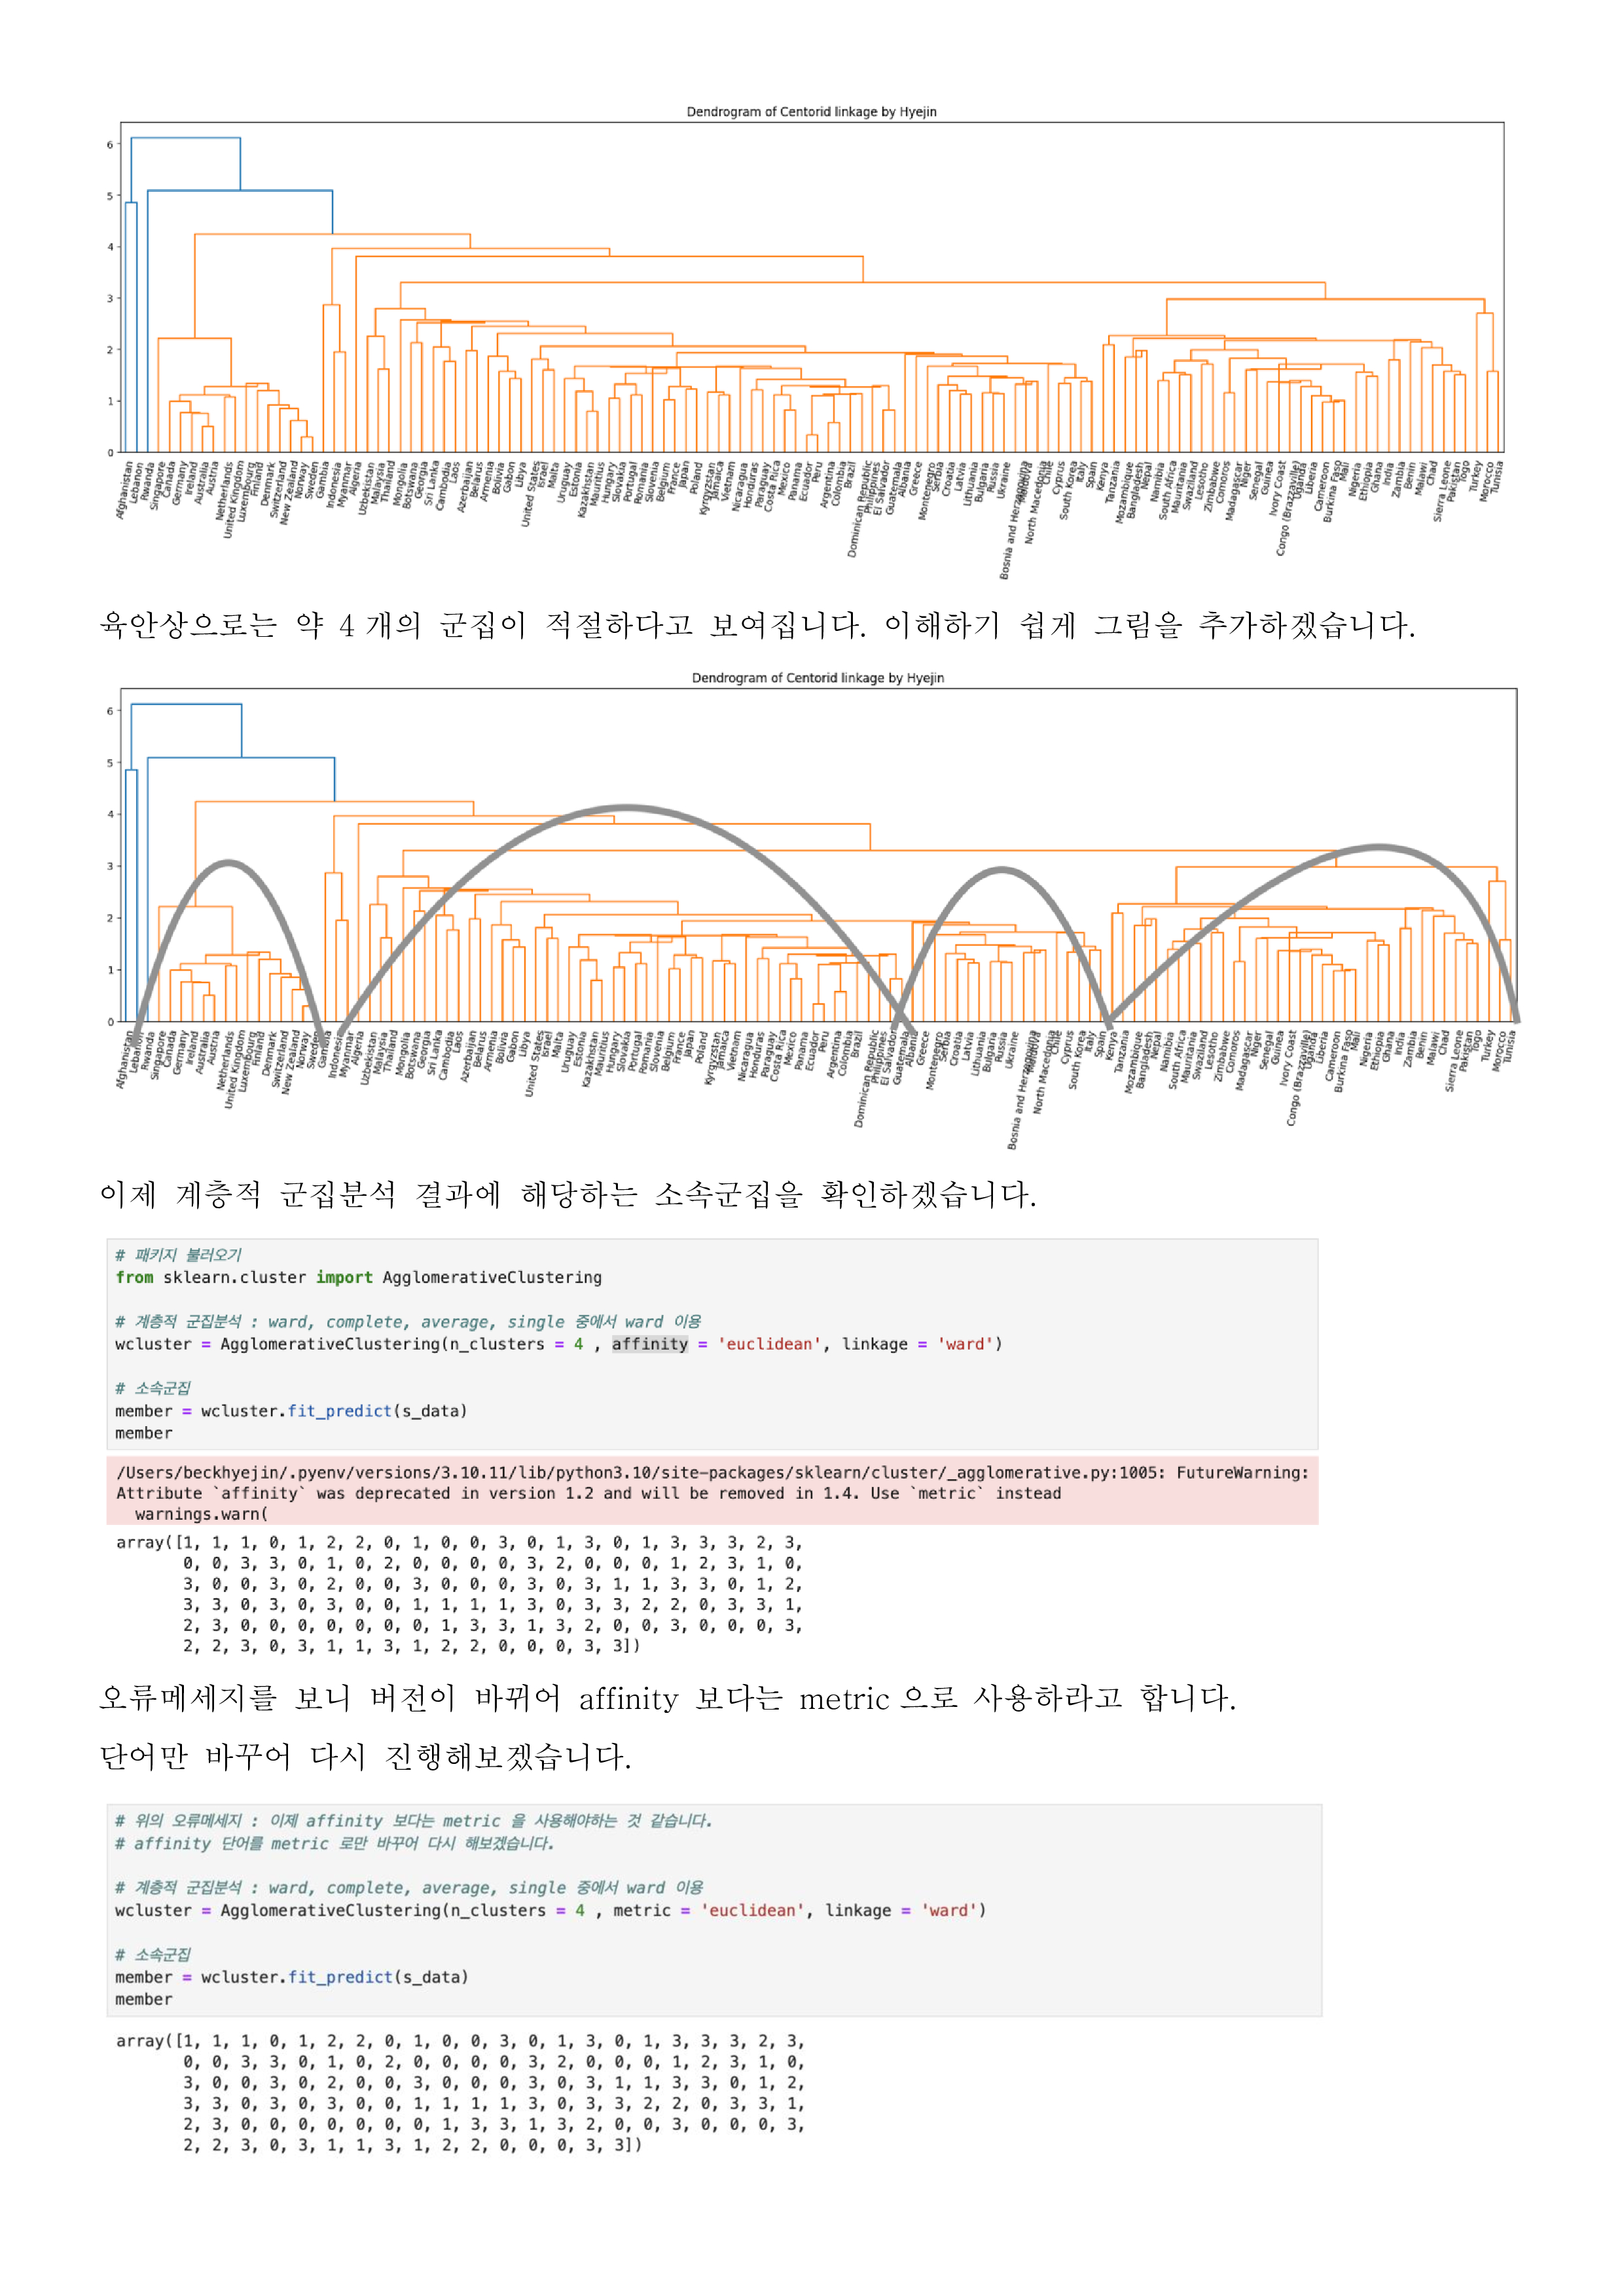 Dendrogram of Centorid linkage by Hyejin
6
5
4
3
2
1
0
Afghanistan
Lebanon
Rwanda
Singapore
Canada
Germany
Ireland
Australia
Austria
Netherlands
United Kingdom
Luxembourg
Finland
Denmark
Switzerland
New Zealand
Norway
Sweden
Gambia
Indonesia
Myanmar
Algeria
Uzbekistan
Malaysia
Thailand
Mongolia
Botswana
Georgia
Sri Lanka
Cambodia
Laos
Azerbaijan
Belarus
Armenia
Bolivia
Gabon
Libya
United States
Israel
Malta
Uruguay
Estonia
Kazakhstan
Mauritius
Hungary
Slovakia
Portugal
Romania
Slovenia
Belgium
France
Japan
Poland
Kyrgyzstan
Jamaica
Vietnam
Nicaragua
Honduras
Paraguay
Costa Rica
Mexico
Panama
Ecuador
Peru
Argentina
Colombia
Brazil
Dominican Republic
Philippines
El Salvador
Guatemala
Albania
Greece
Montenegro
Serbia
Croatia
Latvia
Lithuania
Bulgaria
Russia
Ukraine
Bosnia and Herzegovina
North Macedonia
Chile
Cyprus
South Korea
Italy
Spain
Kenya
Tanzania
Mozambique
Bangladesh
Nepal
Namibia
South Africa
Mauritania
Swaziland
Lesotho
Zimbabwe
Comoros
Madagascar
Niger
Senegal
Guinea
Ivory Coast
Congo (Brazzaville)
Uganda
Liberia
Cameroon
Burkina Faso
Mali
Nigeria
Ethiopia
Ghana
India
Zambia
Benin
Malawi
Chad
Sierra Leone
Pakistan
Togo
Turkey
Morocco
Tunisia
육안상으로는 약 4개의 군집이 적절하다고 보여집니다. 이해하기 쉽게 그림을 추가하겠습니다.
Dendrogram of Centorid linkage by Hyejin
6
5
4
3
2
1
0
Afghanistan
Lebanon
Rwanda
Singapore
Canada
Germany
Ireland
Australia
Austria
Netherlands
United Kingdom
Luxembourg
Finland
Denmark
Switzerland
New Zealand
Norway
Sweden
Gambia
Indonesia
Myanmar
Algeria
Uzbekistan
Malaysia
Thailand
Mongolia
Botswana
Georgia
Sri Lanka
Cambodia
Laos
Azerbaijan
Belarus
Armenia
Bolivia
Gabon
Libya
United States
Israel
Malta
Uruguay
Estonia
Kazakhstan
Mauritius
Hungary
Slovakia
Portugal
Romania
Slovenia
Belgium
France
Japan
Poland
Kyrgyzstan
Jamaica
Vietnam
Nicaragua
Honduras
Paraguay
Costa Rica
Mexico
Panama
Ecuador
Peru
Argentina
Colombia
Brazil
Dominican Republic
Philippines
El Salvador
Guatemala
Albania
Greece
Montenegro
Serbia
Croatia
Latvia
Lithuania
Bulgaria
Russia
Ukraine
Bosnia and Herzegovina
North Macedonia
Chile
Cyprus
South Korea
Italy
Spain
Kenya
Tanzania
Mozambique
Bangladesh
Nepal
Namibia
South Africa
Mauritania
Swaziland
Lesotho
Zimbabwe
Comoros
Madagascar
Niger
Senegal
Guinea
Ivory Coast
Congo (Brazzaville)
Uganda
Liberia
Cameroon
Burkina Faso
Mali
Nigeria
Ethiopia
Ghana
India
Zambia
Benin
Malawi
Chad
Sierra Leone
Pakistan
Togo
Turkey
Morocco
Tunisia
이제 계층적 군집분석 결과에 해당하는 소속군집을 확인하겠습니다.
# 패키지 불러오기
from sklearn.cluster import AgglomerativeClustering
# 계층적 군집분석 : ward, complete, average, single 중에서 ward 이용
wcluster = AgglomerativeClustering(n_clusters = 4 , affinity = 'euclidean', linkage = 'ward')
# 소속군집
member = wcluster.fit_predict(s_data)
member
/Users/beckhyejin/.pyenv/versions/3.10.11/lib/python3.10/site-packages/sklearn/cluster/_agglomerative.py:1005: FutureWarning:
Attribute `affinity` was deprecated in version 1.2 and will be removed in 1.4. Use `metric` instead
warnings.warn(
array([1, 1, 1, 0, 1, 2, 2, 0, 1, 0, 0, 3, 0, 1, 3, 0, 1, 3, 3, 3, 2, 3,
0, 0, 3, 3, 0, 1, 0, 2, 0, 0, 0, 0, 3, 2, 0, 0, 0, 1, 2, 3, 1, 0,
3, 0, 0, 3, 0, 2, 0, 0, 3, 0, 0, 0, 3, 0, 3, 1, 1, 3, 3, 0, 1, 2,
3, 3, 0, 3, 0, 3, 0, 0, 1, 1, 1, 1, 3, 0, 3, 3, 2, 2, 0, 3, 3, 1,
2, 3, 0, 0, 0, 0, 0, 0, 0, 1, 3, 3, 1, 3, 2, 0, 0, 3, 0, 0, 0, 3,
2, 2, 3, 0, 3, 1, 1, 3, 1, 2, 2, 0, 0, 0, 3, 3])
오류메세지를 보니 버전이 바뀌어 affinity 보다는 metric으로 사용하라고 합니다.
단어만 바꾸어 다시 진행해보겠습니다.
# 위의 오류메세지 : 이제 affinity 보다는 metric 을 사용해야하는 것 같습니다.
# affinity 단어를 metric 로만 바꾸어 다시 해보겠습니다.
# 계층적 군집분석 : ward, complete, average, single 중에서 ward 이용
wcluster = AgglomerativeClustering(n_clusters = 4 , metric = 'euclidean', linkage = 'ward')
# 소속군집
member = wcluster.fit_predict(s_data)
member
array([1, 1, 1, 0, 1, 2, 2, 0, 1, 0, 0, 3, 0, 1, 3, 0, 1, 3, 3, 3, 2, 3,
0, 0, 3, 3, 0, 1, 0, 2, 0, 0, 0, 0, 3, 2, 0, 0, 0, 1, 2, 3, 1, 0,
3, 0, 0, 3, 0, 2, 0, 0, 3, 0, 0, 0, 3, 0, 3, 1, 1, 3, 3, 0, 1, 2,
3, 3, 0, 3, 0, 3, 0, 0, 1, 1, 1, 1, 3, 0, 3, 3, 2, 2, 0, 3, 3, 1,
2, 3, 0, 0, 0, 0, 0, 0, 0, 1, 3, 3, 1, 3, 2, 0, 0, 3, 0, 0, 0, 3,
2, 2, 3, 0, 3, 1, 1, 3, 1, 2, 2, 0, 0, 0, 3, 3])